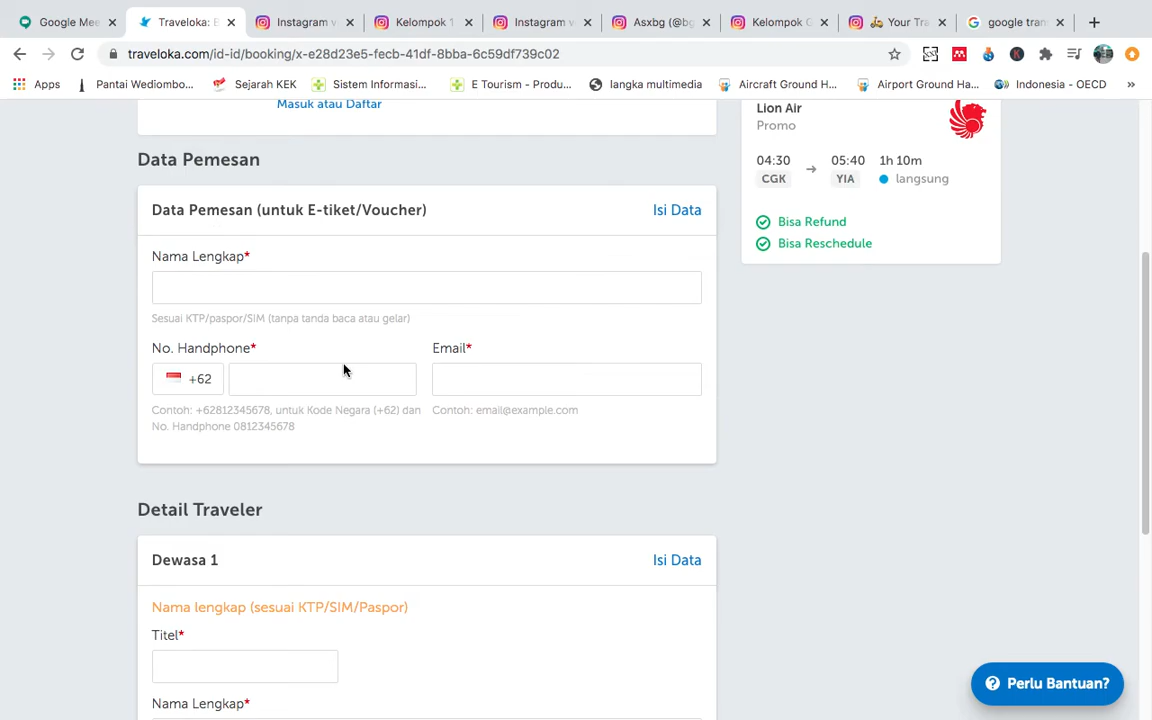 Google Mee
Traveloka: E
Instagram v
Kelompok 1
Instagram v
Asxbg (@bg
Kelompok G
Your Tra
google tran
traveloka.com/id-id/booking/x-e28d23e5-fecb-41df-8bba-6c59df739c02
Apps
Pantai Wediombo...
Sejarah KEK
Sistem Informasi...
E Tourism - Produ...
langka multimedia
Aircraft Ground H...
Airport Ground Ha...
Indonesia - OECD
»
Masuk atau Daftar
Data Pemesan
Data Pemesan (untuk E-tiket/Voucher)
Isi Data
Nama Lengkap*
Sesuai KTP/paspor/SIM (tanpa tanda baca atau gelar)
No. Handphone*
Email*
+62
Contoh: +62812345678, untuk Kode Negara (+62) dan
No. Handphone 0812345678
Contoh: email@example.com
Detail Traveler
Dewasa 1
Isi Data
Nama lengkap (sesuai KTP/SIM/Paspor)
Titel*
Nama Lengkap*
Lion Air
Promo
04:30 → 05:40 1h 10m
CGK YIA langsung
Bisa Refund
Bisa Reschedule
Perlu Bantuan?